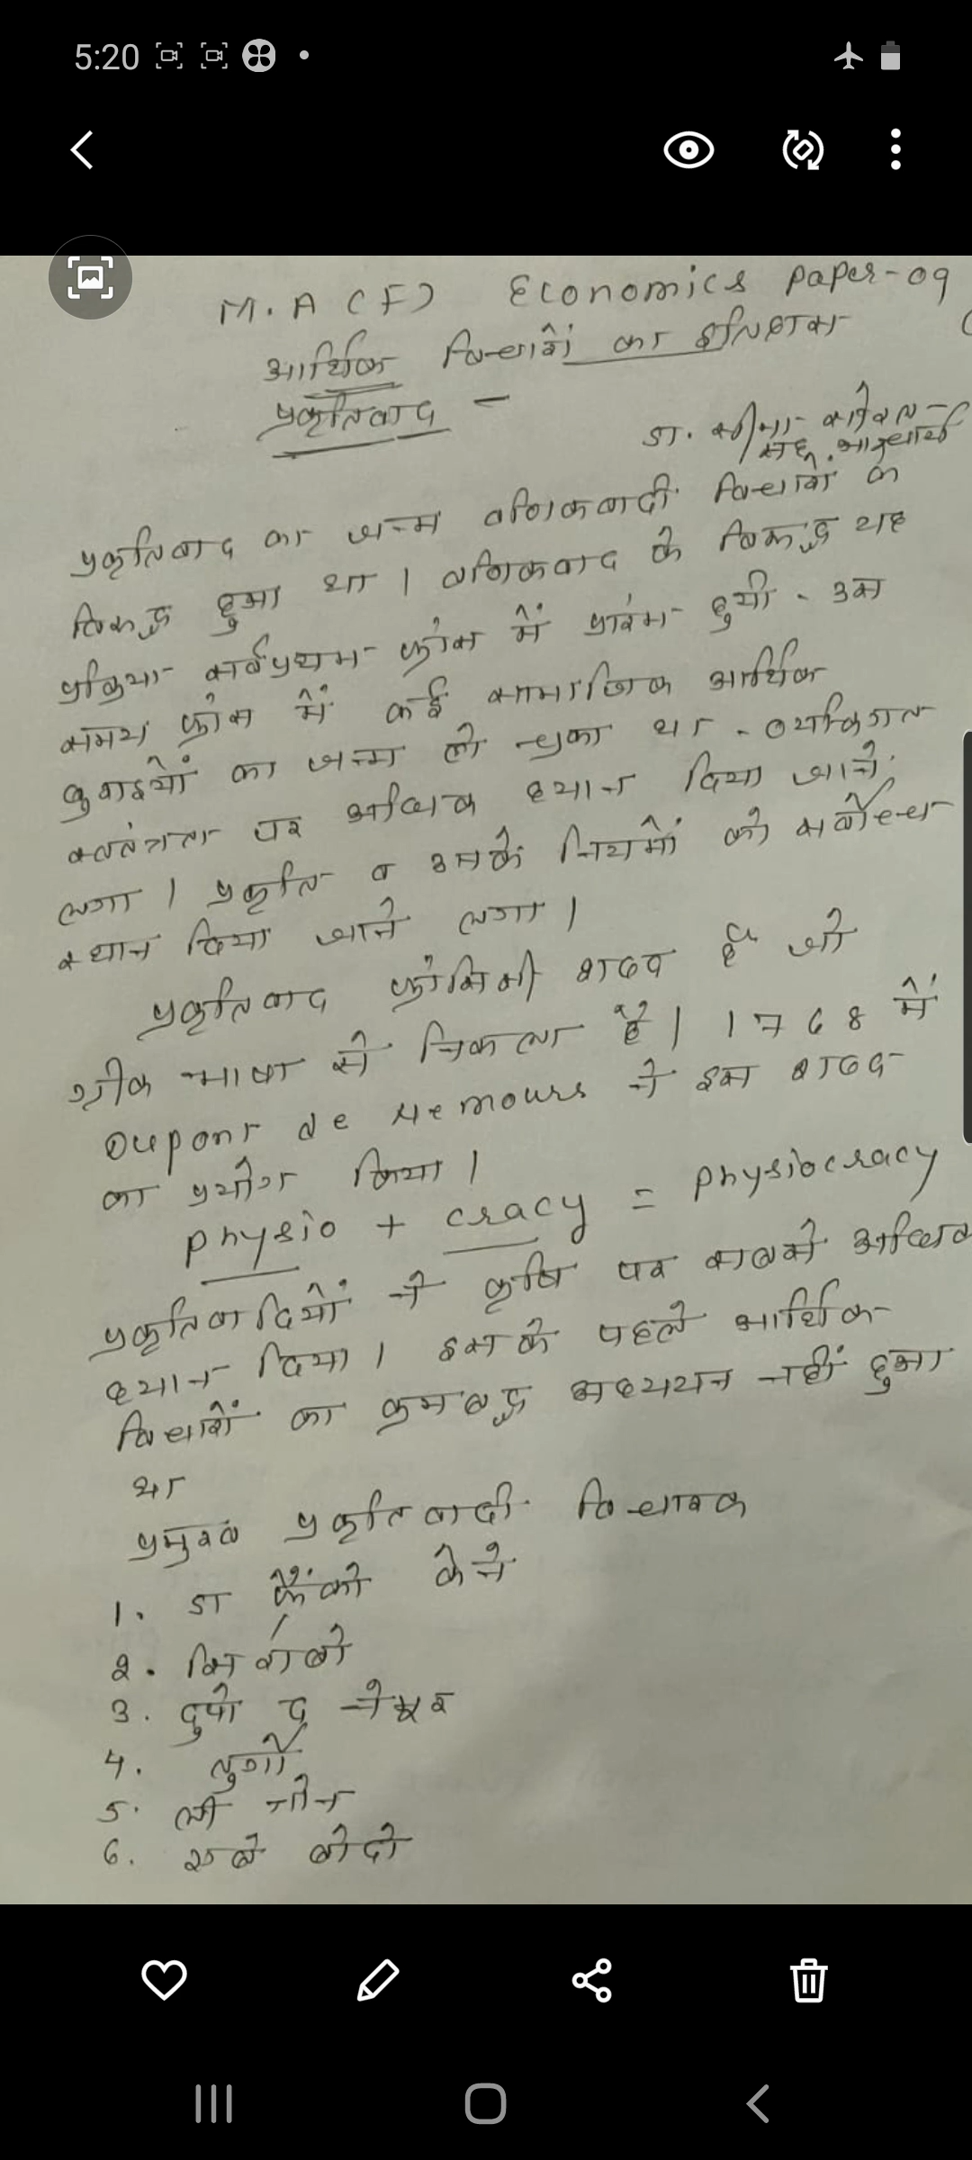 5:20
M.A (F) Economics Paper-09
आर्थिक विचारों का इतिहास
प्रकृतिवाद –
डा.
सह. आचार्य
प्रकृतिवाद का जन्म वणिकवादी विचारों के
विरूद्ध हुआ था । वणिकवाद के विरूद्ध यह
प्रक्रिया सर्वप्रथम फ्रांस में प्रारंभ हुयी . उस
समय फ्रांस में कई सामाजिक आर्थिक
बुराइयों का जन्म हो चुका था . व्यक्तिगत
स्वतंत्रता पर अधिक ध्यान दिया जाने
लगा । प्रकृति व उसके नियमों को सर्वोच्च
स्थान दिया जाने लगा ।
प्रकृतिवाद फ्रांसिसी शब्द है जो
ग्रीक भाषा से निकला है । 1768 में
Dupont de Nemours ने इस शब्द
का प्रयोग किया ।
physio + cracy = physiocracy
प्रकृतिवादियों ने कृषि पर सबसे अधिक
ध्यान दिया । इसके पहले आर्थिक
विचारों का क्रमबद्ध अध्ययन नहीं हुआ
था
प्रमुख प्रकृतिवादी विचारक
1. डा फ्रैंको केने
2. मिराबो
3. दुपो द नेमूर
4. तुर्गो
5.
6. बोदो